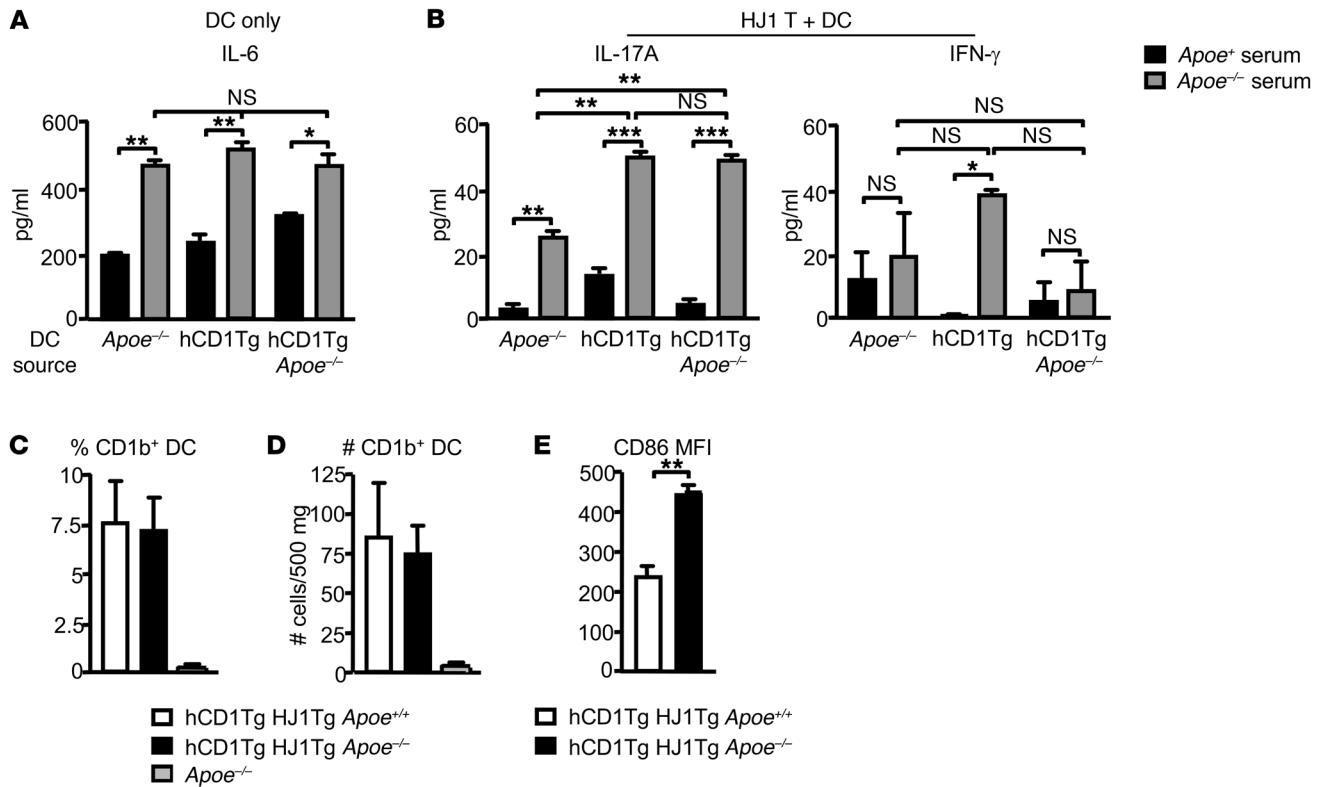 A
DC only
IL-6
NS
**
**
*
600
400
200
0
pg/ml
DC source
Apoe–/–
hCD1Tg
hCD1Tg Apoe–/–
B
HJ1 T + DC
IL-17A
**
**
NS
**
***
***
60
40
20
0
pg/ml
Apoe–/–
hCD1Tg
hCD1Tg Apoe–/–
IFN-γ
NS
NS
NS
NS
*
NS
60
40
20
0
pg/ml
Apoe–/–
hCD1Tg
hCD1Tg Apoe–/–
Apoe+ serum
Apoe–/– serum
C
% CD1b+ DC
10
7.5
5
2.5
0
D
# CD1b+ DC
125
100
75
50
25
0
# cells/500 mg
hCD1Tg HJ1Tg Apoe+/+
hCD1Tg HJ1Tg Apoe–/–
Apoe–/–
E
CD86 MFI
**
500
400
300
200
100
0
hCD1Tg HJ1Tg Apoe+/+
hCD1Tg HJ1Tg Apoe–/–